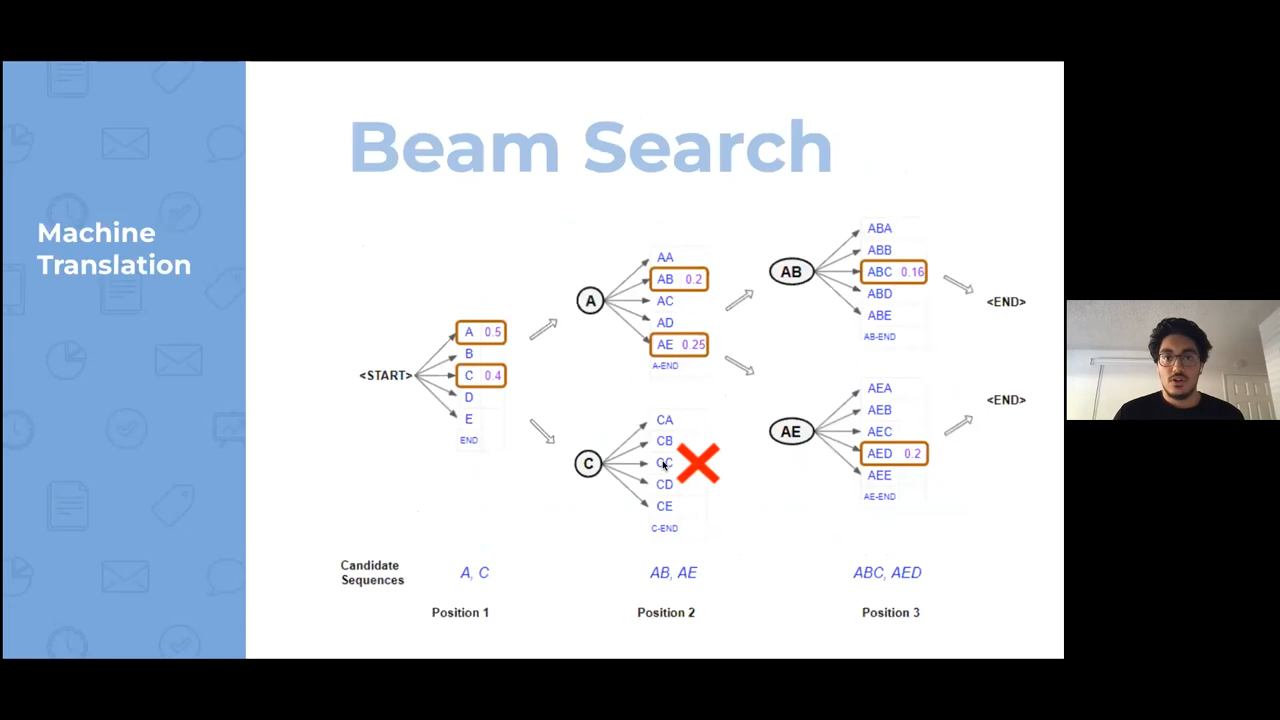 Beam Search
Machine
Translation
<START>
A 0.5
B
C 0.4
D
E
END
A
AA
AB 0.2
AC
AD
AE 0.25
A-END
C
CA
CB
CC
CD
CE
C-END
AB
ABA
ABB
ABC 0.16
ABD
ABE
AB-END
<END>
AE
AEA
AEB
AEC
AED 0.2
AEE
AE-END
<END>
Candidate
Sequences
A, C
AB, AE
ABC, AED
Position 1
Position 2
Position 3